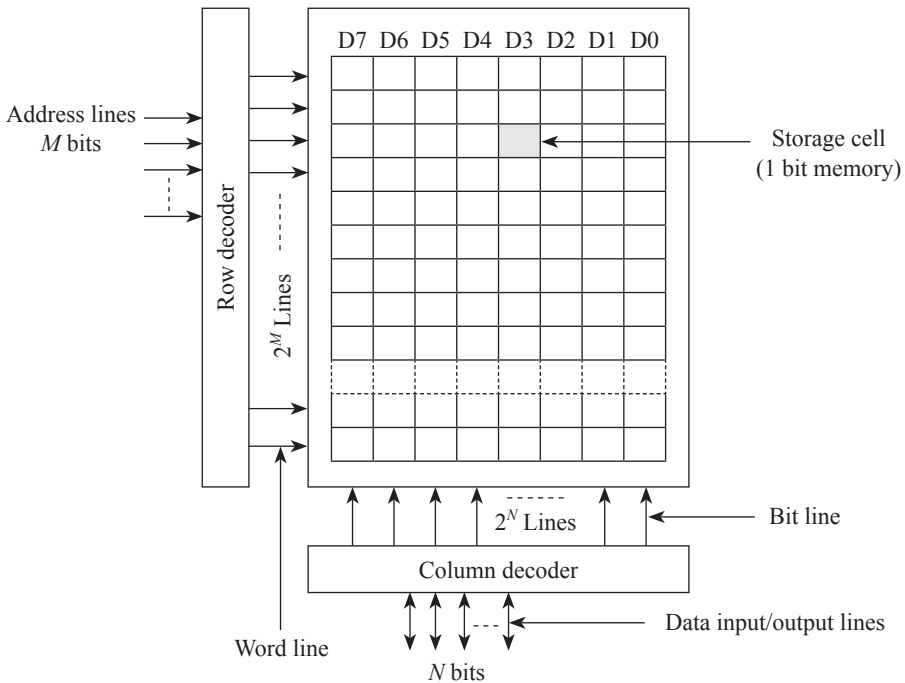 D7 D6 D5 D4 D3 D2 D1 D0
Address lines
M bits
Row decoder
2^M Lines
Storage cell
(1 bit memory)
2^N Lines
Bit line
Column decoder
Word line
Data input/output lines
N bits